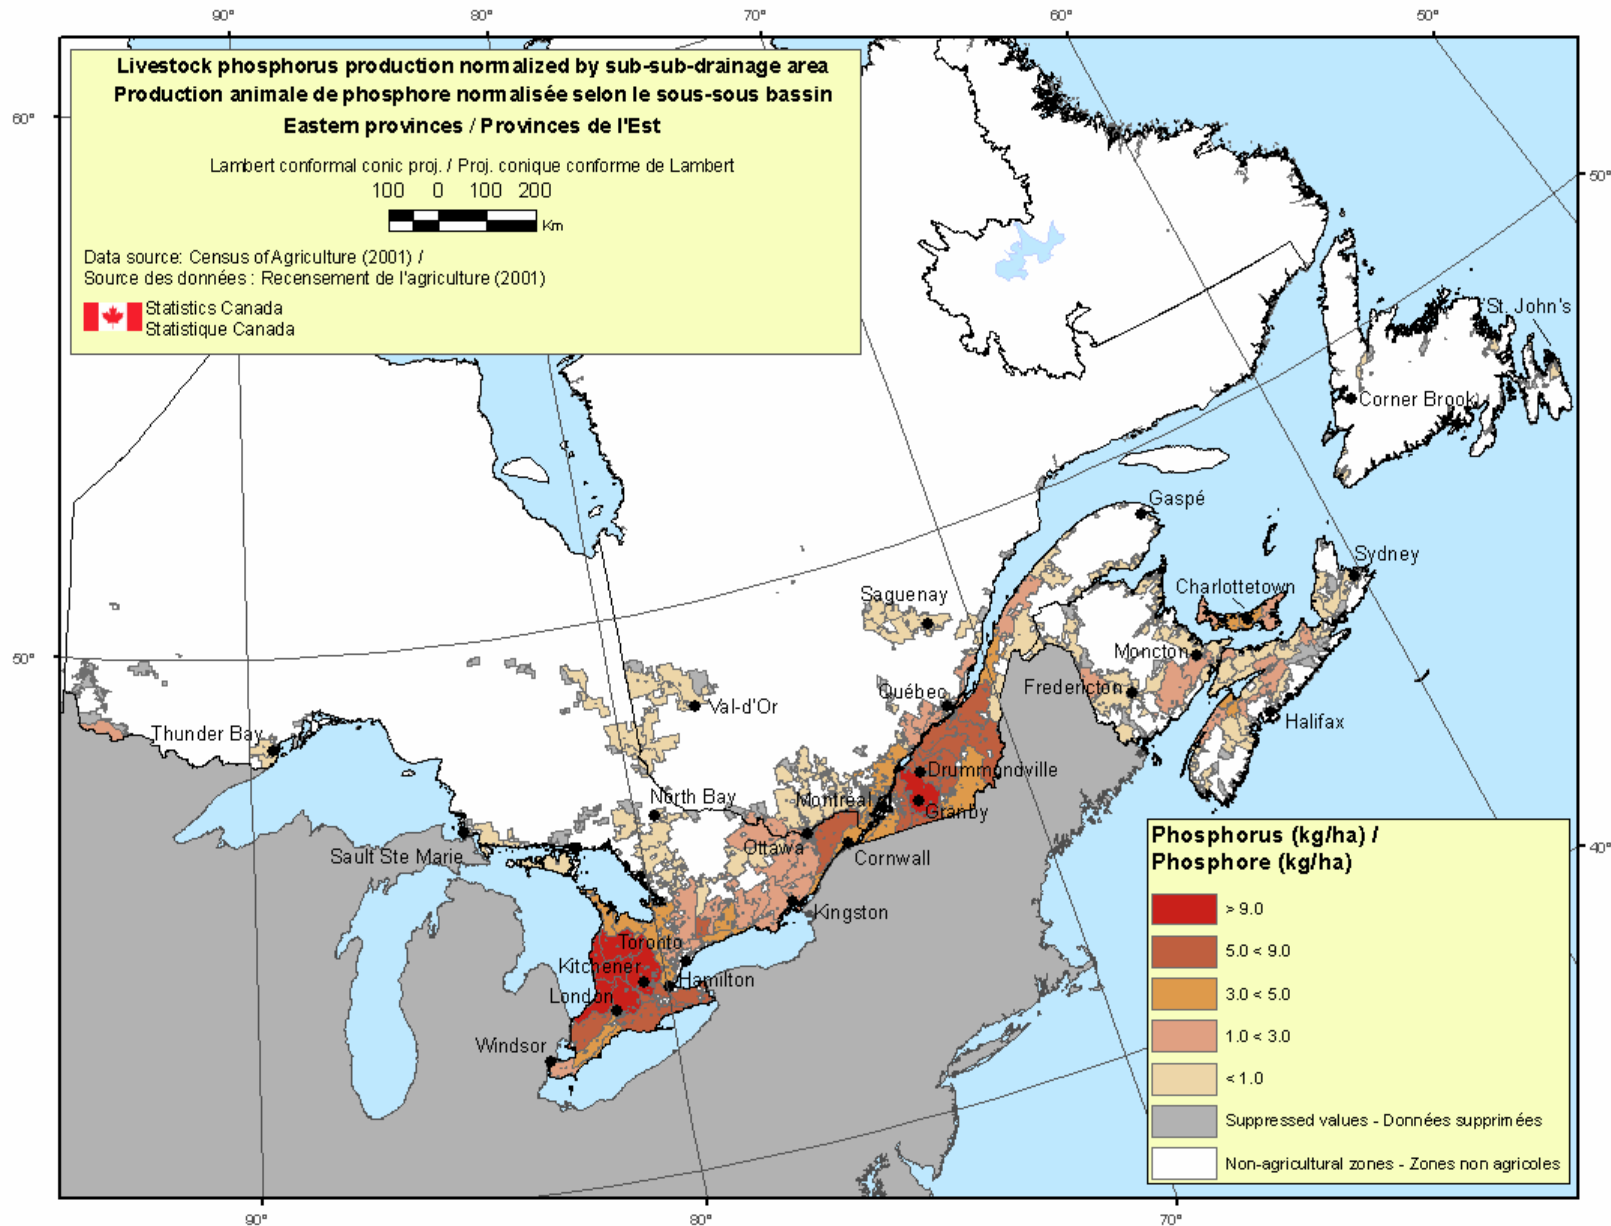 90°
80°
70°
60°
50°
Livestock phosphorus production normalized by sub-sub-drainage area
Production animale de phosphore normalisée selon le sous-sous bassin
Eastern provinces / Provinces de l'Est
Lambert conformal conic proj. / Proj. conique conforme de Lambert
100 0 100 200
Km
Data source: Census of Agriculture (2001) /
Source des données : Recensement de l'agriculture (2001)
Statistics Canada
Statistique Canada
60°
50°
St. John's
Corner Brook
Gaspé
Sydney
Charlottetown
Saguenay
50°
Moncton
Fredericton
Québec
Val-d'Or
Halifax
Thunder Bay
Drummondville
North Bay
Montreal
Granby
Ottawa
Cornwall
Sault Ste Marie
40°
Kingston
Toronto
Kitchener
Hamilton
London
Windsor
Phosphorus (kg/ha) /
Phosphore (kg/ha)
> 9.0
5.0 < 9.0
3.0 < 5.0
1.0 < 3.0
< 1.0
Suppressed values - Données supprimées
Non-agricultural zones - Zones non agricoles
90°
80°
70°